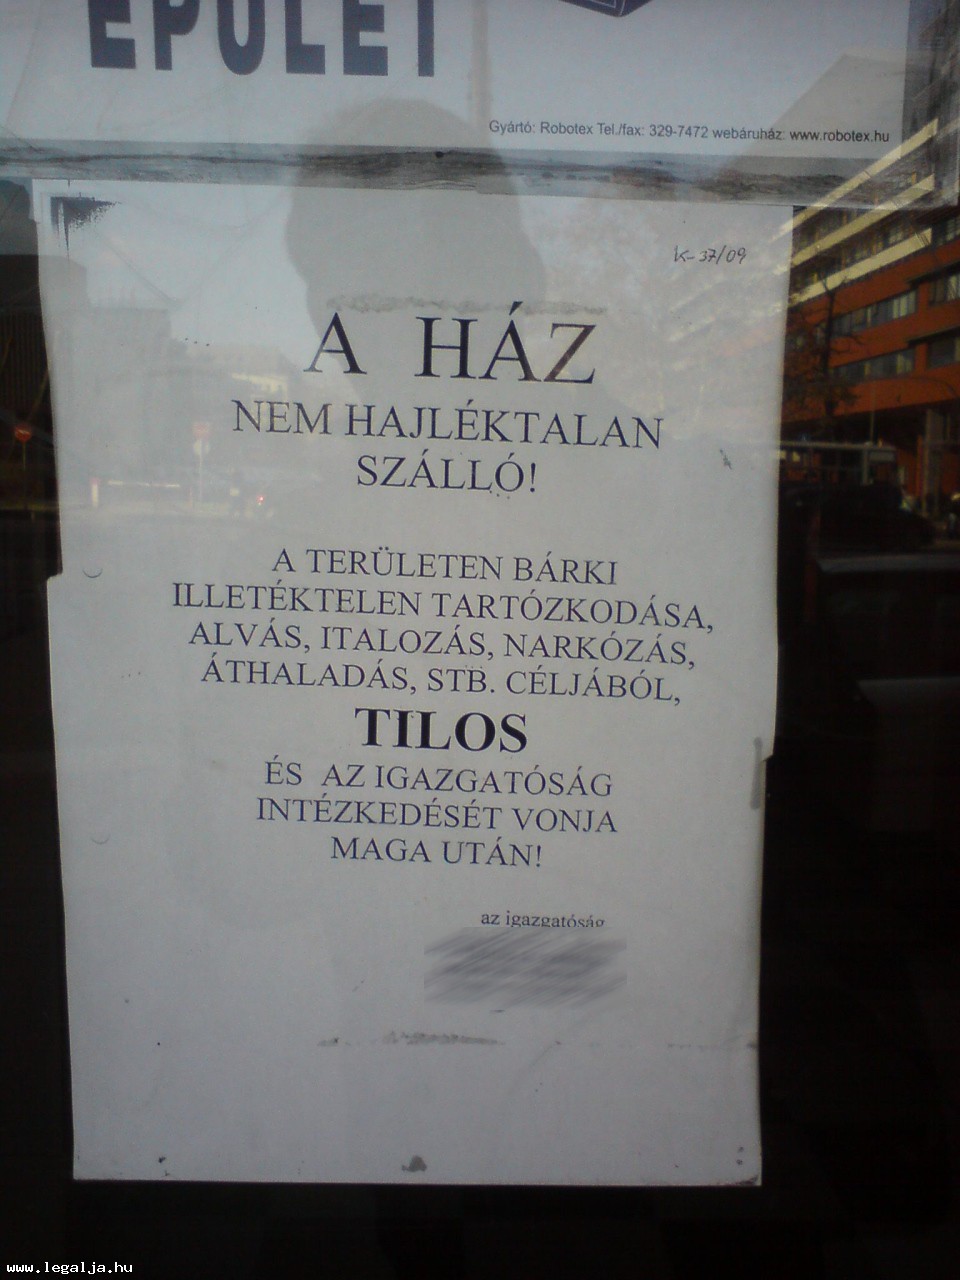 ÉPÜLET
Gyártó: Robotex Tel./fax: 329-7472 webáruház: www.robotex.hu
K-37/09
A HÁZ
NEM HAJLÉKTALAN
SZÁLLÓ!
A TERÜLETEN BÁRKI
ILLETÉKTELEN TARTÓZKODÁSA,
ALVÁS, ITALOZÁS, NARKÓZÁS,
ÁTHALADÁS, STB. CÉLJÁBÓL,
TILOS
ÉS AZ IGAZGATÓSÁG
INTÉZKEDÉSÉT VONJA
MAGA UTÁN!
az igazgatóság
www.legalja.hu